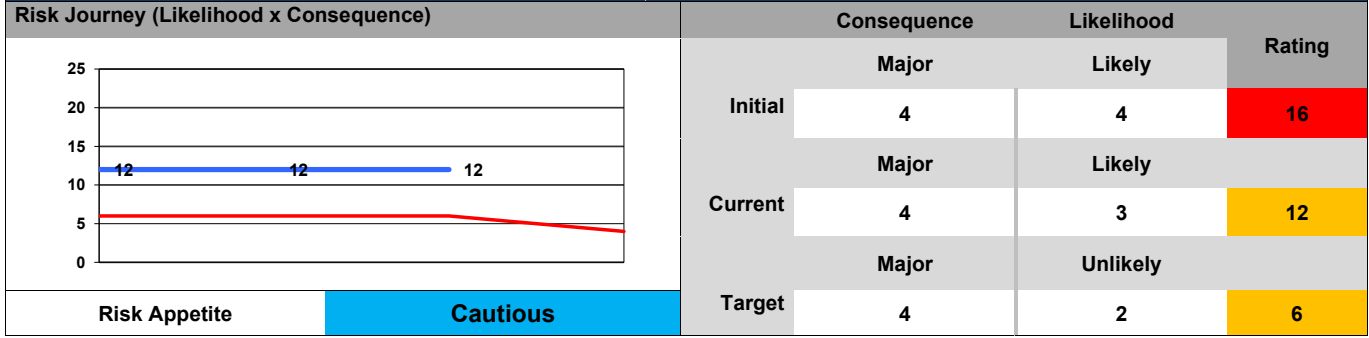 Risk Journey (Likelihood x Consequence)
Consequence Likelihood Rating
25
20
15
10
5
0
12 12 12
Risk Appetite Cautious
Major Likely
Initial 4 4 16
Major Likely
Current 4 3 12
Major Unlikely
Target 4 2 6